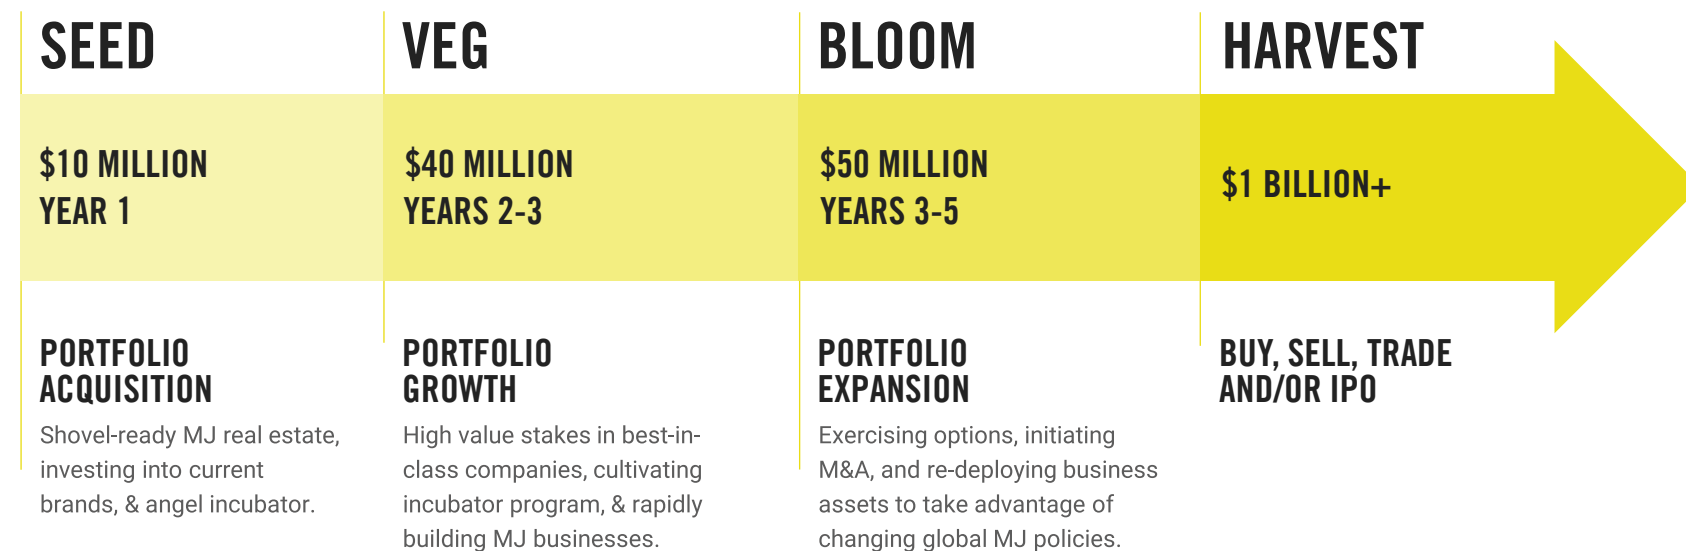 SEED
$10 MILLION
YEAR 1
PORTFOLIO
ACQUISITION
Shovel-ready MJ real estate,
investing into current
brands, & angel incubator.
VEG
$40 MILLION
YEARS 2-3
PORTFOLIO
GROWTH
High value stakes in best-in-
class companies, cultivating
incubator program, & rapidly
building MJ businesses.
BLOOM
$50 MILLION
YEARS 3-5
PORTFOLIO
EXPANSION
Exercising options, initiating
M&A, and re-deploying business
assets to take advantage of
changing global MJ policies.
HARVEST
$1 BILLION+
BUY, SELL, TRADE
AND/OR IPO